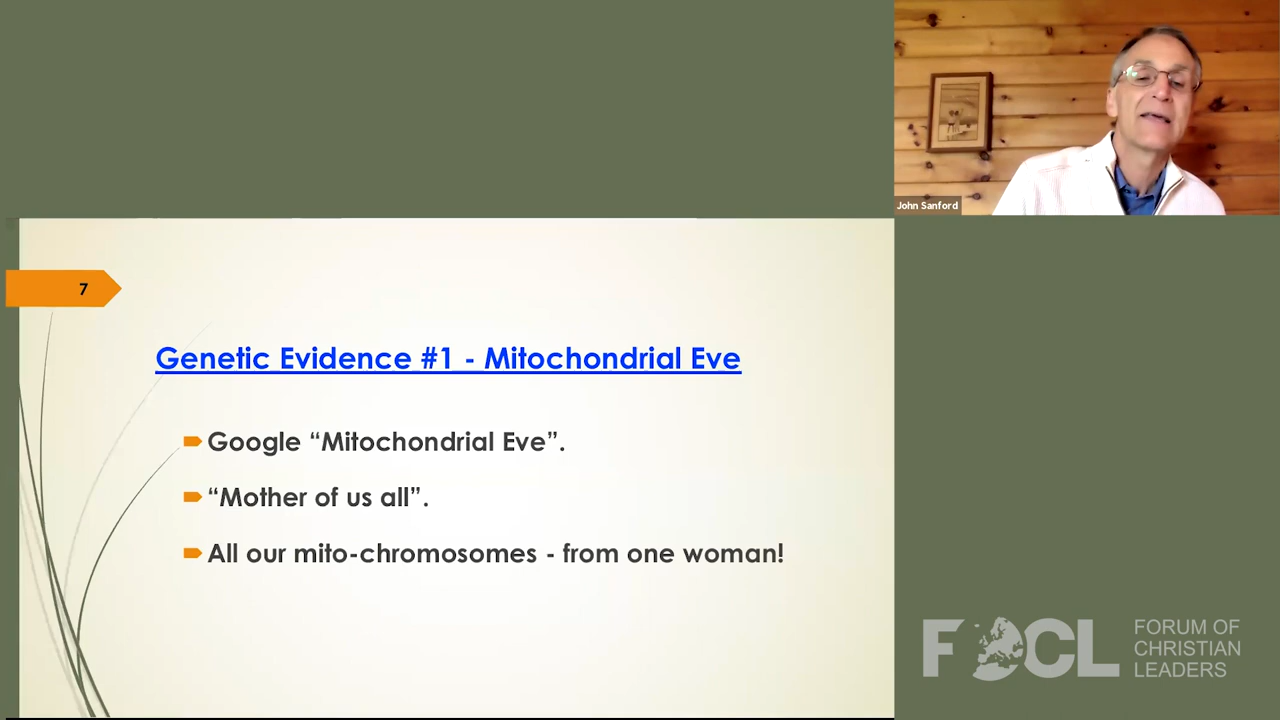 John Sanford
7
Genetic Evidence #1 - Mitochondrial Eve
Google “Mitochondrial Eve”.
“Mother of us all”.
All our mito-chromosomes - from one woman!
FOCL
FORUM OF
CHRISTIAN
LEADERS